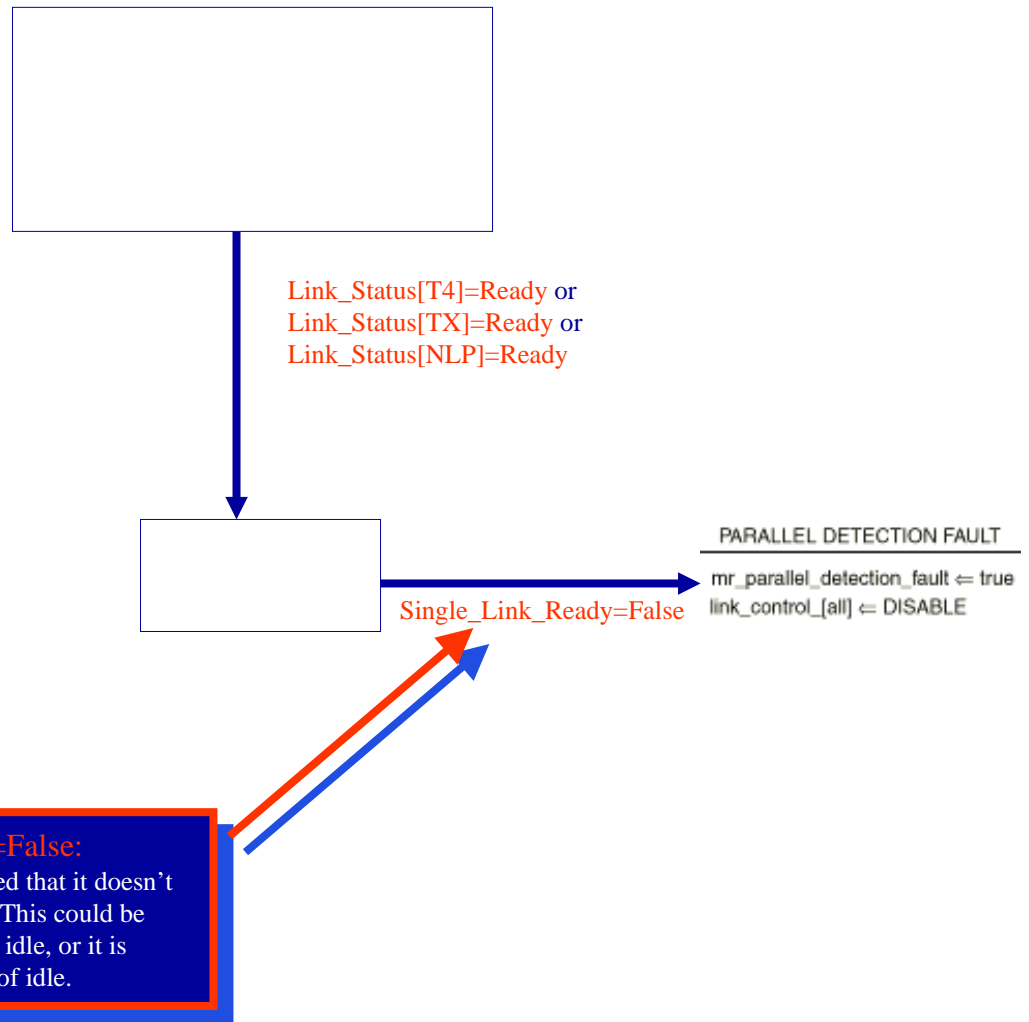 Link_Status[T4]=Ready or
Link_Status[TX]=Ready or
Link_Status[NLP]=Ready
PARALLEL DETECTION FAULT
mr_parallel_detection_fault ⇐ true
link_control_[all] ⇐ DISABLE
Single_Link_Ready=False
=False:
ed that it doesn’t
This could be
idle, or it is
of idle.